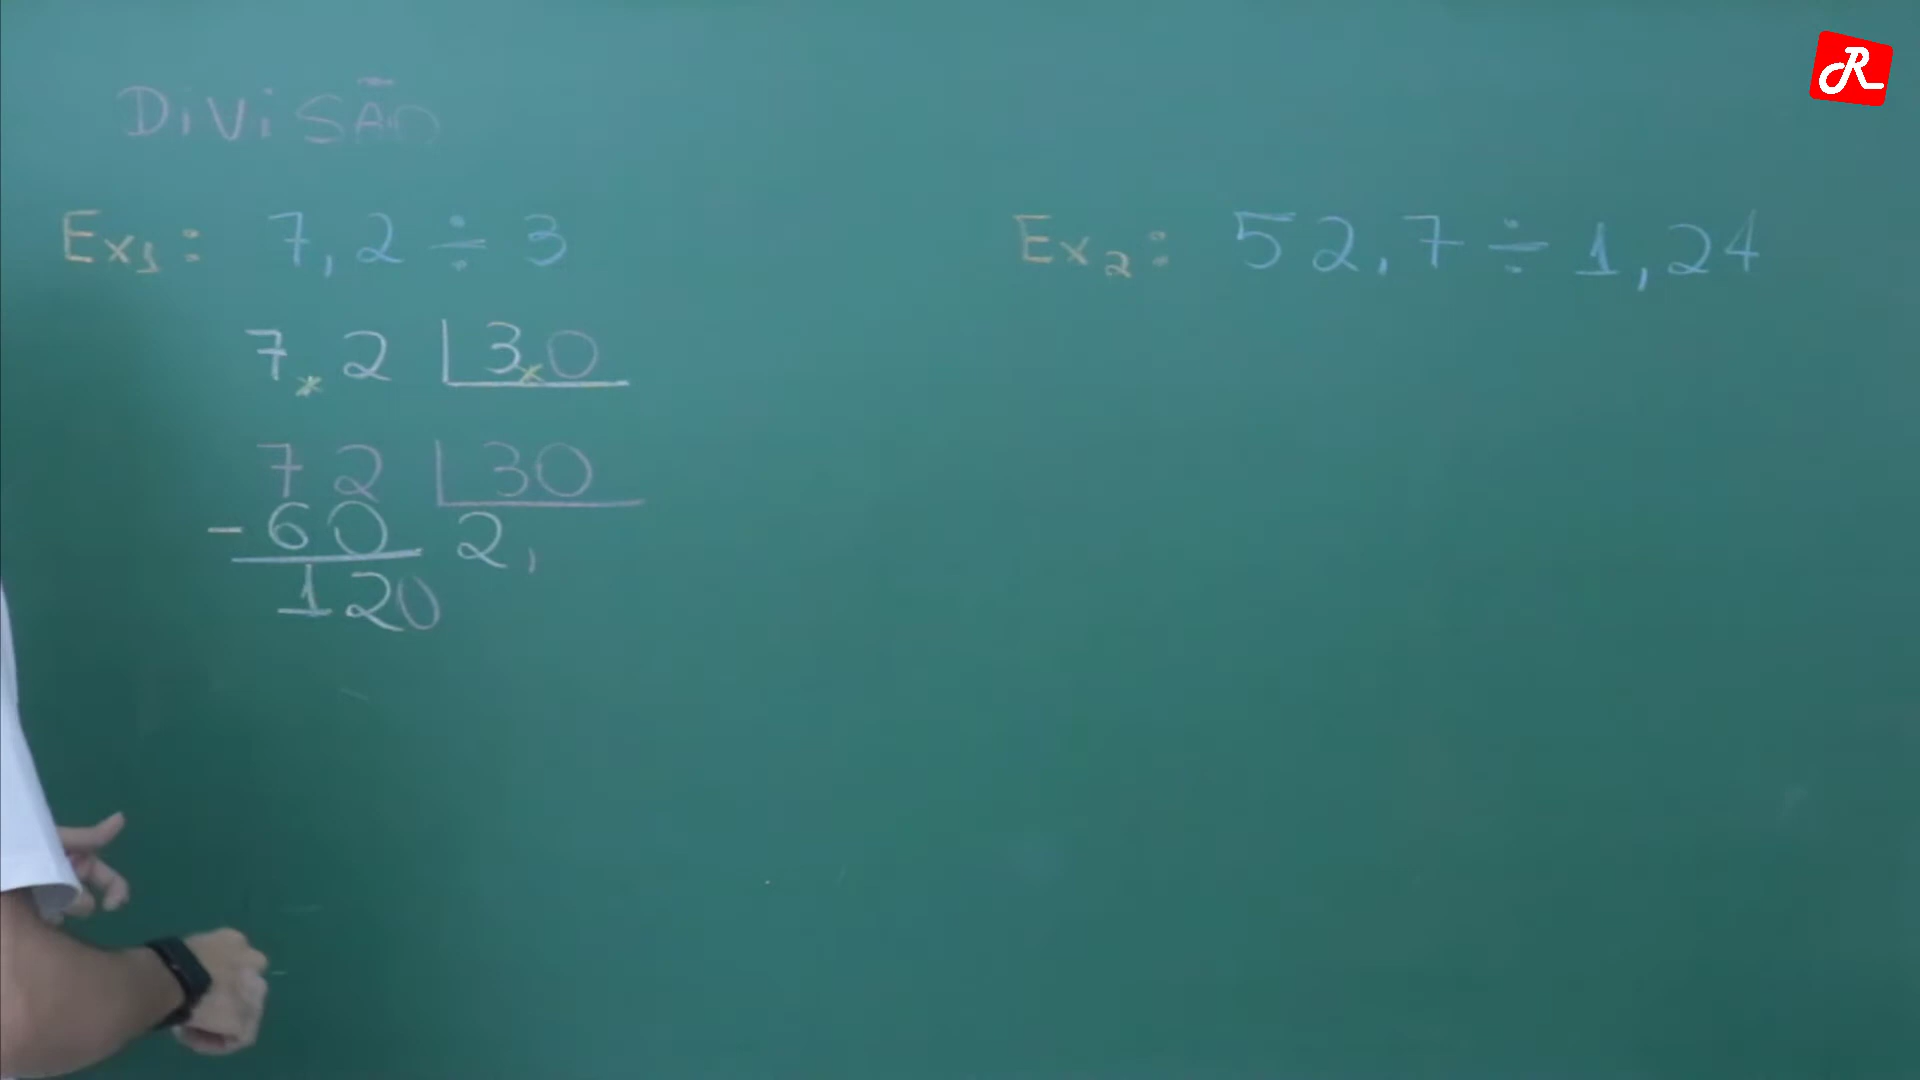 DiViSÃO
Ex1: 7,2 ÷ 3
7,2 | 3,0
72 | 30
- 60 2,
120
Ex2: 52,7 ÷ 1,24
R